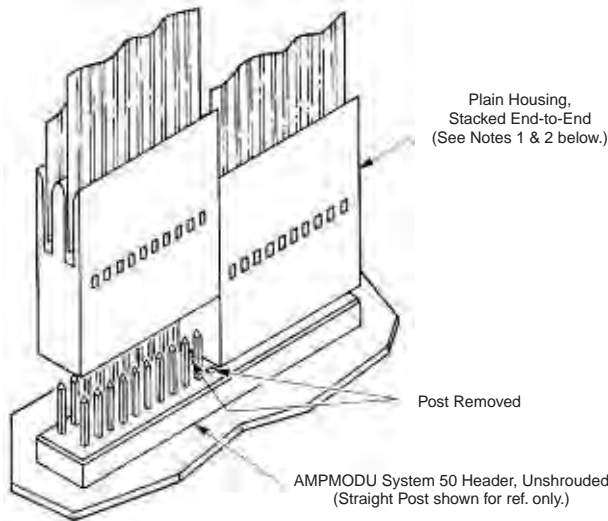 Plain Housing,
Stacked End-to-End
(See Notes 1 & 2 below.)
Post Removed
AMPMODU System 50 Header, Unshrouded
(Straight Post shown for ref. only.)